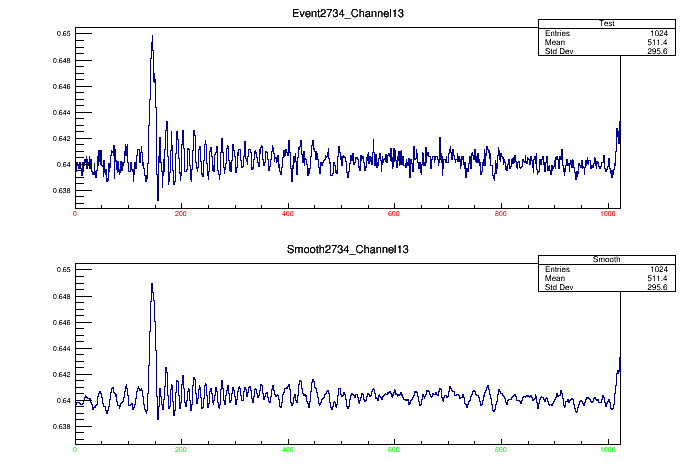 Event2734_Channel13
Test
Entries 1024
Mean 511.4
Std Dev 295.6
0.65
0.648
0.646
0.644
0.642
0.64
0.638
0 200 400 600 800 1000
Smooth2734_Channel13
Smooth
Entries 1024
Mean 511.4
Std Dev 295.6
0.65
0.648
0.646
0.644
0.642
0.64
0.638
0 200 400 600 800 1000